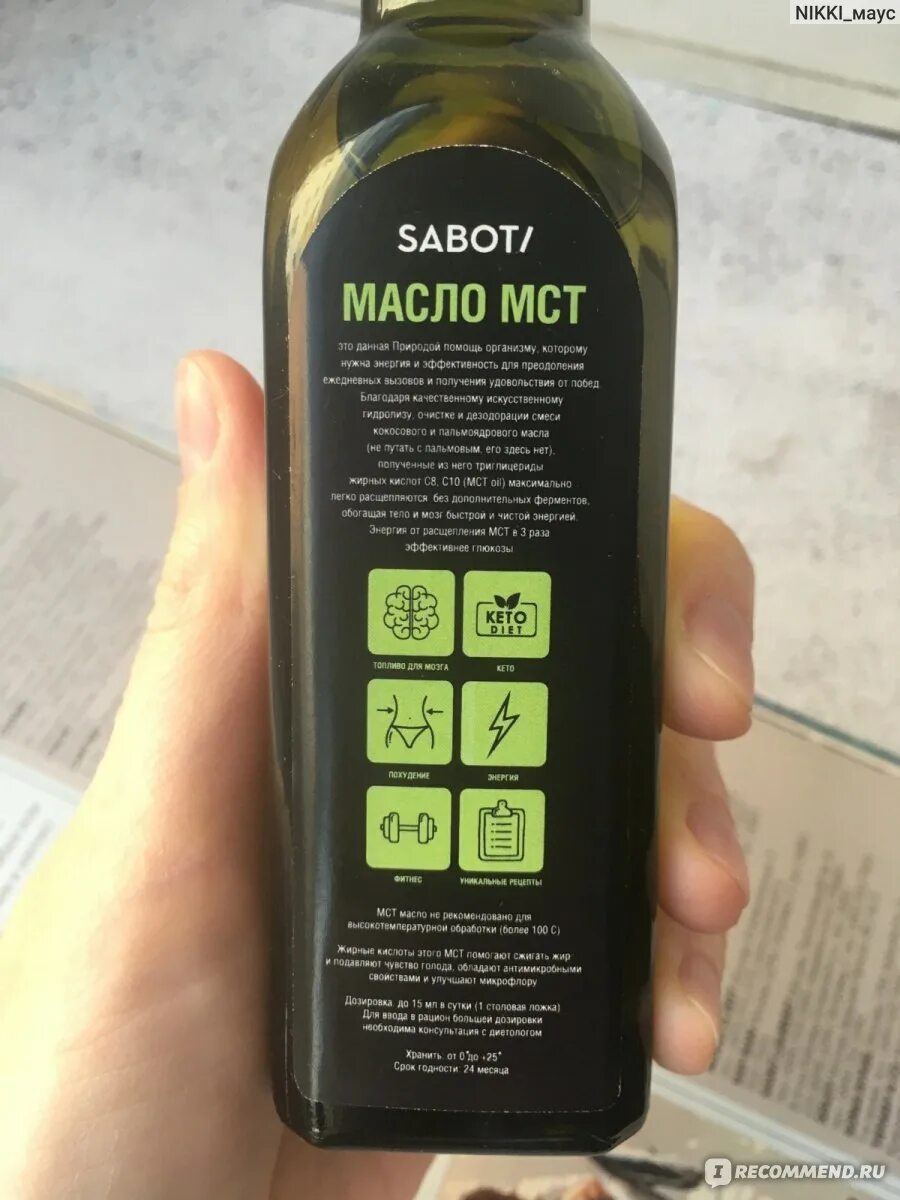 NIKKI_маус
SABOT/
МАСЛО МСТ
это данная Природой помощь организму, которому
нужна энергия и эффективность для преодоления
ежедневных вызовов и получения удовольствия от побед.
Благодаря качественному искусственному
гидролизу, очистке и дезодорации смеси
кокосового и пальмоядрового масла
(не путать с пальмовым, его здесь нет),
полученные из него триглицериды
жирных кислот С8, С10 (MCT oil) максимально
легко расщепляются без дополнительных ферментов,
обогащая тело и мозг быстрой и чистой энергией.
Энергия от расщепления МСТ в 3 раза
эффективнее глюкозы
KETO
DIET
ТОПЛИВО ДЛЯ МОЗГА
КЕТО
ПОХУДЕНИЕ
ЭНЕРГИЯ
ФИТНЕС
УНИКАЛЬНЫЕ РЕЦЕПТЫ
МСТ масло не рекомендовано для
высокотемпературной обработки (более 100 С)
Жирные кислоты этого МСТ помогают сжигать жир
и подавляют чувство голода, обладают антимикробными
свойствами и улучшают микрофлору
Дозировка: до 15 мл в сутки (1 столовая ложка)
Для ввода в рацион большей дозировки
необходима консультация с диетологом
Хранить: от 0° до +25°
Срок годности: 24 месяца
IRECOMMEND.RU